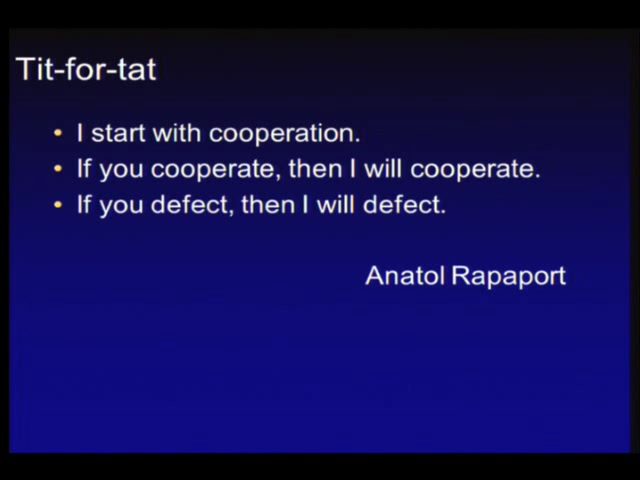 Tit-for-tat
• I start with cooperation.
• If you cooperate, then I will cooperate.
• If you defect, then I will defect.
Anatol Rapaport